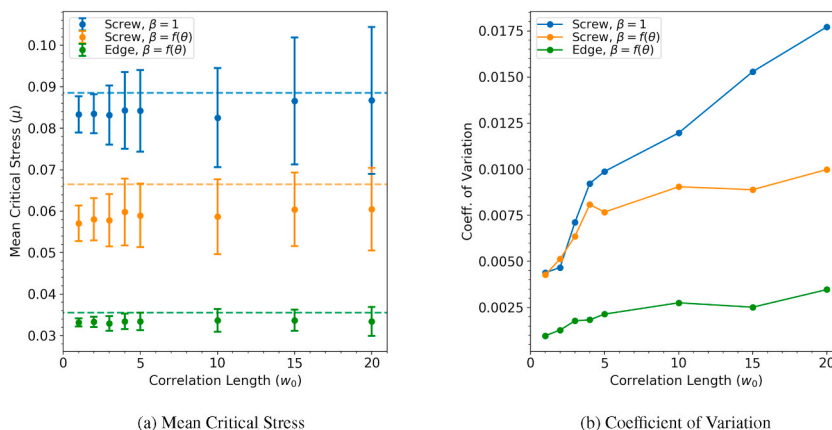 Screw, β = 1
Screw, β = f(θ)
Edge, β = f(θ)
0.10
0.09
0.08
0.07
0.06
0.05
0.04
0.03
Mean Critical Stress (μ)
0 5 10 15 20
Correlation Length (w₀)
(a) Mean Critical Stress
Screw, β = 1
Screw, β = f(θ)
Edge, β = f(θ)
0.0175
0.0150
0.0125
0.0100
0.0075
0.0050
0.0025
Coeff. of Variation
0 5 10 15 20
Correlation Length (w₀)
(b) Coefficient of Variation